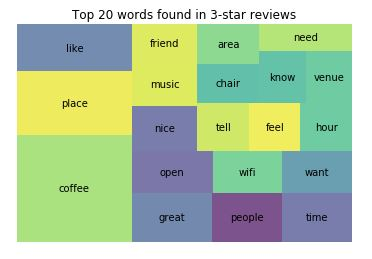 Top 20 words found in 3-star reviews
like
friend
area
need
place
music
chair
know
venue
nice
tell
feel
hour
coffee
open
wifi
want
great
people
time